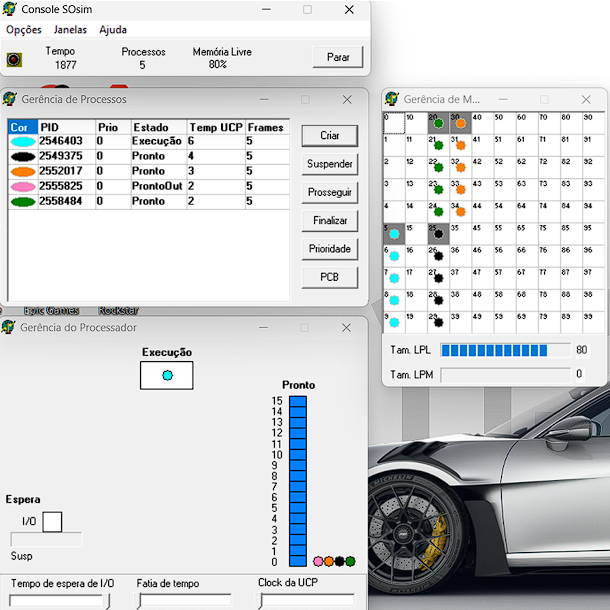 Console SOsim
Opções Janelas Ajuda
Tempo Processos Memória Livre
1877 5 80% Parar
Gerência de Processos
Cor PID Prio Estado Temp UCP Frames
2546403 0 Execução 6 5
2549375 0 Pronto 4 5
2552017 0 Pronto 3 5
2555825 0 ProntoOut 2 5
2558484 0 Pronto 2 5
Criar
Suspender
Prosseguir
Finalizar
Prioridade
PCB
Gerência de M...
0 10 20 30 40 50 60 70 80 90
1 11 21 31 41 51 61 71 81 91
2 12 22 32 42 52 62 72 82 92
3 13 23 33 43 53 63 73 83 93
4 14 24 34 44 54 64 74 84 94
5 15 25 35 45 55 65 75 85 95
6 16 26 36 46 56 66 76 86 96
7 17 27 37 47 57 67 77 87 97
8 18 28 38 48 58 68 78 88 98
9 19 29 39 49 59 69 79 89 99
Tam. LPL 80
Tam. LPM 0
Epic Games Rockstar
Gerência do Processador
Execução
Pronto
15
14
13
12
11
10
9
8
7
6
5
4
3
2
1
0
Espera
I/O
Susp
Tempo de espera de I/O Fatia de tempo Clock da UCP
MICHELIN